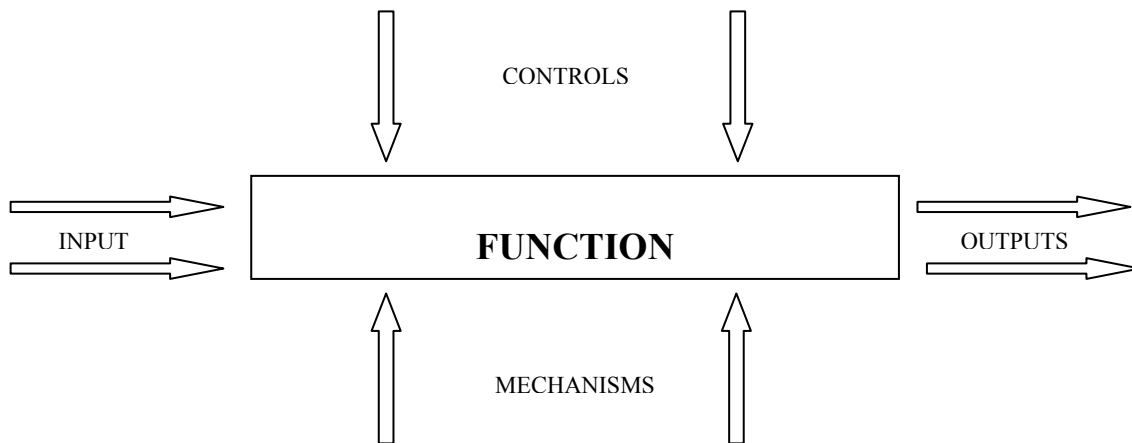 CONTROLS
INPUT
FUNCTION
OUTPUTS
MECHANISMS